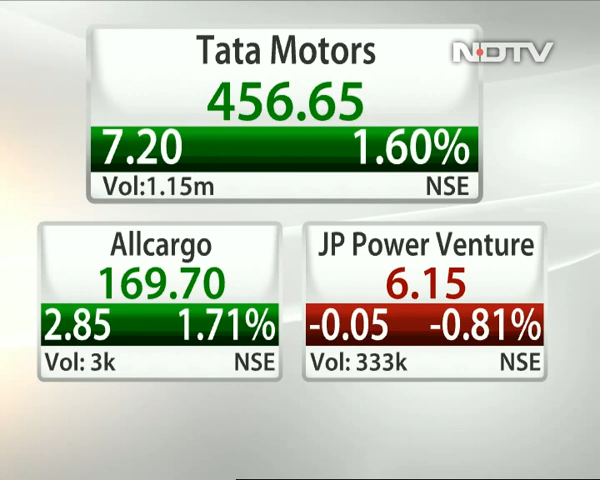 NDTV
Tata Motors
456.65
7.20 1.60%
Vol:1.15m NSE
Allcargo
169.70
2.85 1.71%
Vol: 3k NSE
JP Power Venture
6.15
-0.05 -0.81%
Vol: 333k NSE